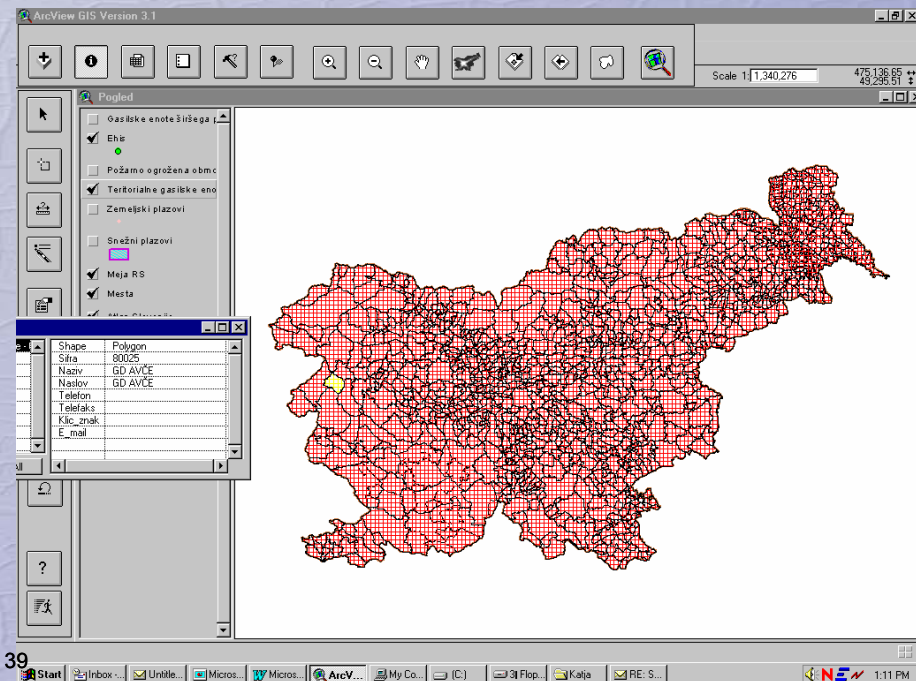 ArcView GIS Version 3.1
Scale 1: 1,340,276
475,136.65
49,295.51
Pogled
Gasilske enote širšega p
Ehis
Požarno ogrožena obmo
Teritorialne gasilske eno
Zemeljski plazovi
Snežni plazovi
Meja RS
Mesta
Shape Polygon
Sifra 80025
Naziv GD AVČE
Naslov GD AVČE
Telefon
Telefaks
Klic_znak
E_mail
All
?
39
Start Inbox -... Untitle... Micros... Micros... ArcV... My Co... (C:) 3½ Flop... Katja RE: S... 1:11 PM